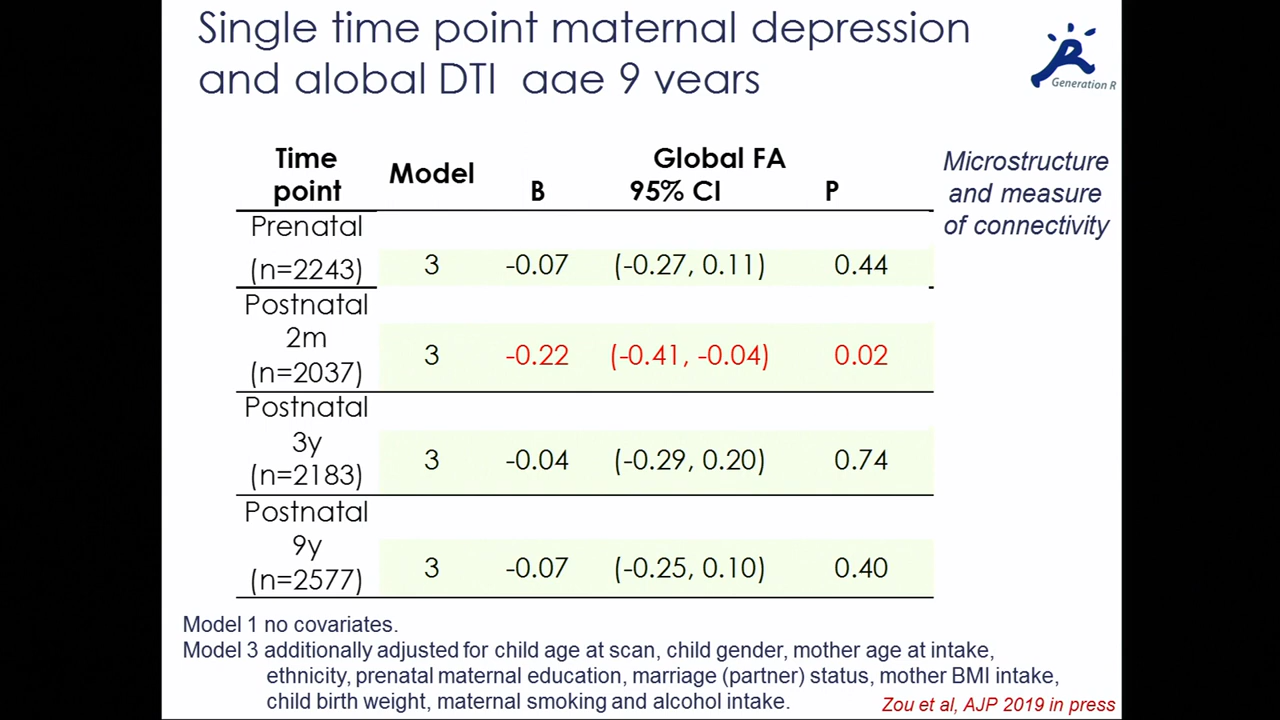 Single time point maternal depression
and alobal DTI aae 9 years
Generation R
Time point Model Global FA
B 95% CI P
Microstructure
and measure
of connectivity
Prenatal
(n=2243) 3 -0.07 (-0.27, 0.11) 0.44
Postnatal
2m
(n=2037) 3 -0.22 (-0.41, -0.04) 0.02
Postnatal
3y
(n=2183) 3 -0.04 (-0.29, 0.20) 0.74
Postnatal
9y
(n=2577) 3 -0.07 (-0.25, 0.10) 0.40
Model 1 no covariates.
Model 3 additionally adjusted for child age at scan, child gender, mother age at intake,
ethnicity, prenatal maternal education, marriage (partner) status, mother BMI intake,
child birth weight, maternal smoking and alcohol intake.
Zou et al, AJP 2019 in press